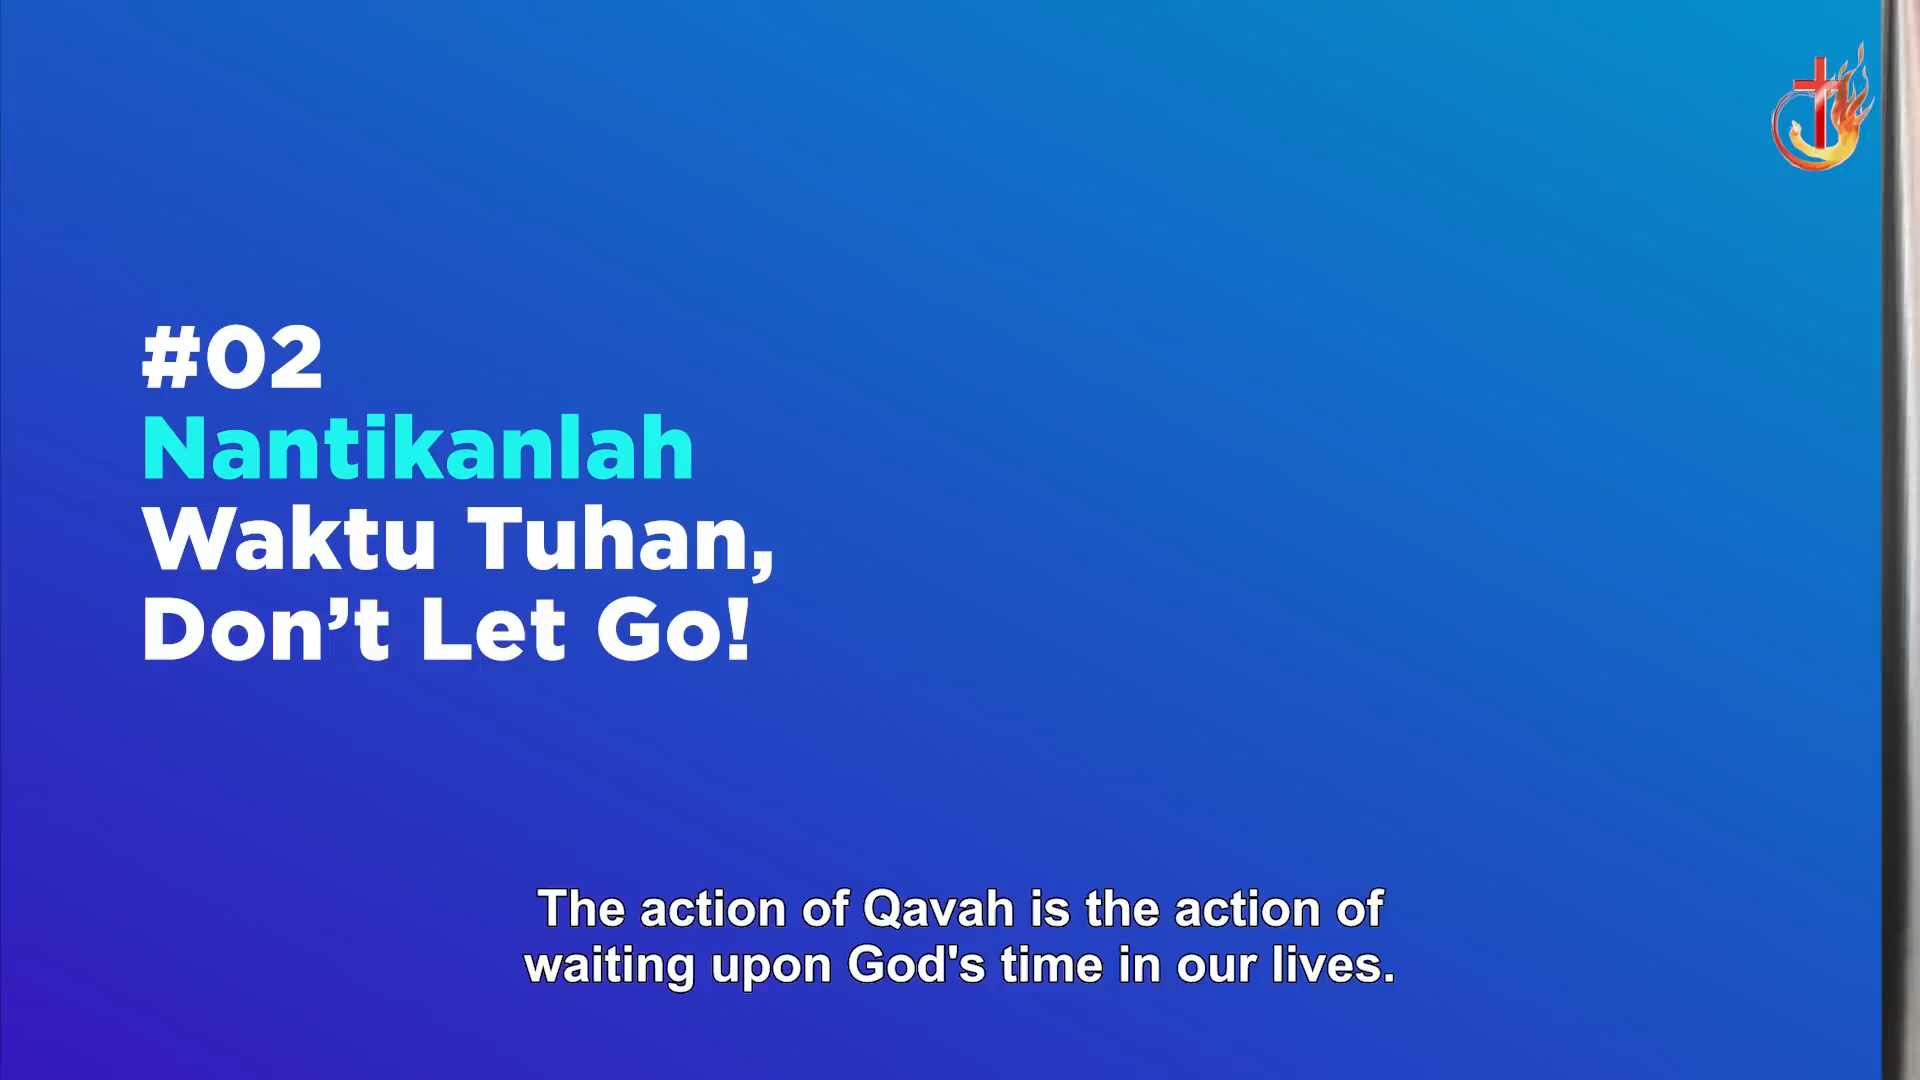 #02
Nantikanlah
Waktu Tuhan,
Don’t Let Go!
The action of Qavah is the action of
waiting upon God's time in our lives.